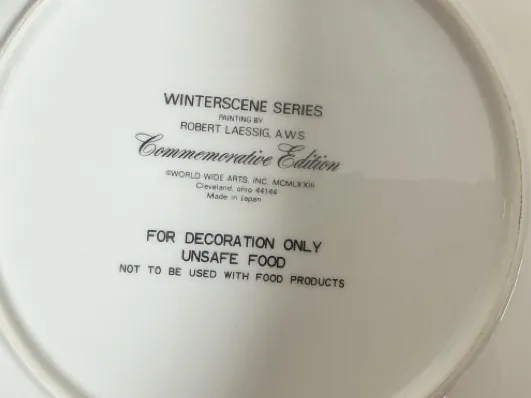 WINTERSCENE SERIES
PAINTING BY
ROBERT LAESSIG, A.W.S.
Commemorative Edition
©WORLD WIDE ARTS, INC. MCMLXXIII
Cleveland, ohio 44144
Made in Japan
FOR DECORATION ONLY
UNSAFE FOOD
NOT TO BE USED WITH FOOD PRODUCTS